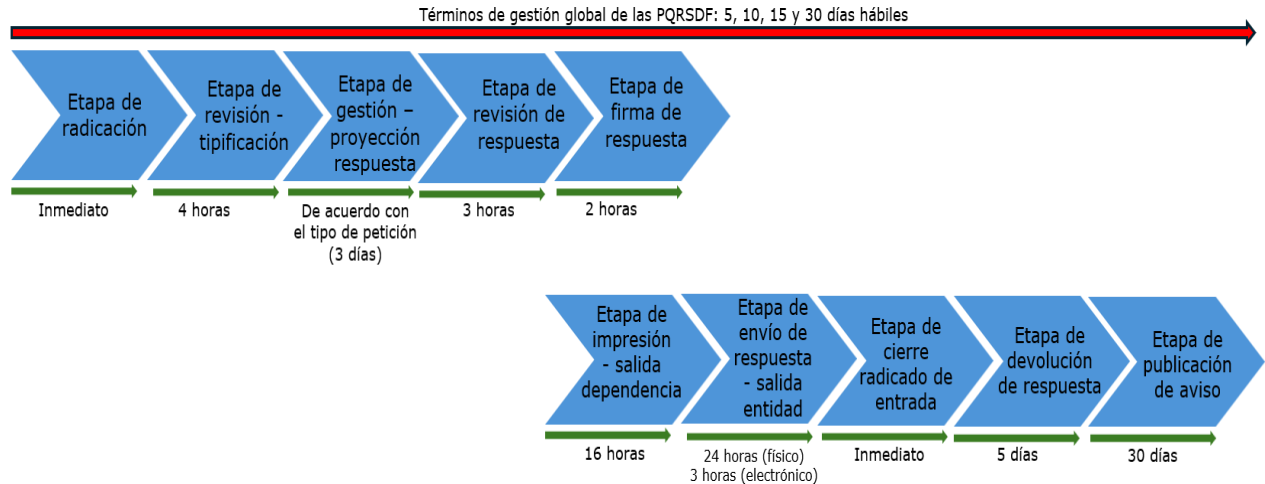 Términos de gestión global de las PQRSDF: 5, 10, 15 y 30 días hábiles
Etapa de
radicación
Etapa de
revisión -
tipificación
Etapa de
gestión –
proyección
respuesta
Etapa de
revisión de
respuesta
Etapa de
firma de
respuesta
Inmediato
4 horas
De acuerdo con
el tipo de petición
(3 días)
3 horas
2 horas
Etapa de
impresión
- salida
dependencia
Etapa de
envío de
respuesta
- salida
entidad
Etapa de
cierre
radicado de
entrada
Etapa de
devolución
de respuesta
Etapa de
publicación
de aviso
16 horas
24 horas (físico)
3 horas (electrónico)
Inmediato
5 días
30 días